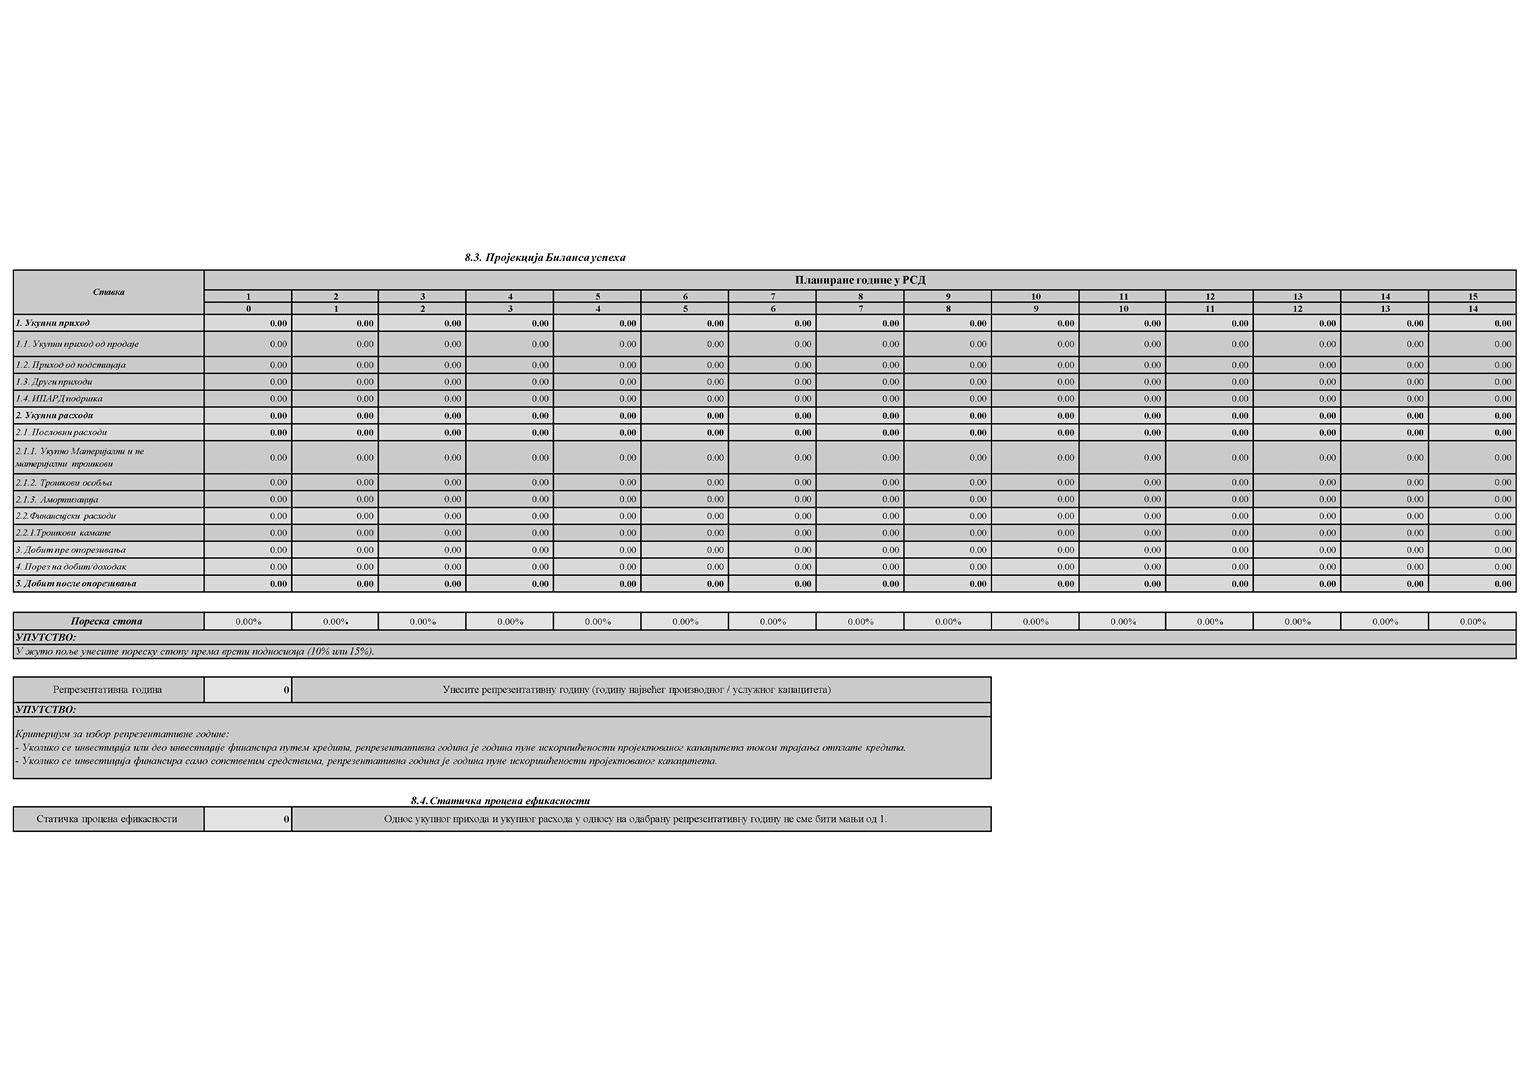 8.3. Пројекција Биланса успеха
Ставка Планиране године у РСД
1 2 3 4 5 6 7 8 9 10 11 12 13 14 15
0 1 2 3 4 5 6 7 8 9 10 11 12 13 14
1. Укупни приход 0.00 0.00 0.00 0.00 0.00 0.00 0.00 0.00 0.00 0.00 0.00 0.00 0.00 0.00 0.00
1.1. Укупни приход од продаје 0.00 0.00 0.00 0.00 0.00 0.00 0.00 0.00 0.00 0.00 0.00 0.00 0.00 0.00 0.00
1.2. Приход од подстицаја 0.00 0.00 0.00 0.00 0.00 0.00 0.00 0.00 0.00 0.00 0.00 0.00 0.00 0.00 0.00
1.3. Други приходи 0.00 0.00 0.00 0.00 0.00 0.00 0.00 0.00 0.00 0.00 0.00 0.00 0.00 0.00 0.00
1.4. ИПАРД подршка 0.00 0.00 0.00 0.00 0.00 0.00 0.00 0.00 0.00 0.00 0.00 0.00 0.00 0.00 0.00
2. Укупни расходи 0.00 0.00 0.00 0.00 0.00 0.00 0.00 0.00 0.00 0.00 0.00 0.00 0.00 0.00 0.00
2.1. Пословни расходи 0.00 0.00 0.00 0.00 0.00 0.00 0.00 0.00 0.00 0.00 0.00 0.00 0.00 0.00 0.00
2.1.1. Укупно Материјални и не
материјални трошкови 0.00 0.00 0.00 0.00 0.00 0.00 0.00 0.00 0.00 0.00 0.00 0.00 0.00 0.00 0.00
2.1.2. Трошкови особља 0.00 0.00 0.00 0.00 0.00 0.00 0.00 0.00 0.00 0.00 0.00 0.00 0.00 0.00 0.00
2.1.3. Амортизација 0.00 0.00 0.00 0.00 0.00 0.00 0.00 0.00 0.00 0.00 0.00 0.00 0.00 0.00 0.00
2.2.Финансијски расходи 0.00 0.00 0.00 0.00 0.00 0.00 0.00 0.00 0.00 0.00 0.00 0.00 0.00 0.00 0.00
2.2.1.Трошкови камате 0.00 0.00 0.00 0.00 0.00 0.00 0.00 0.00 0.00 0.00 0.00 0.00 0.00 0.00 0.00
3. Добит пре опорезивања 0.00 0.00 0.00 0.00 0.00 0.00 0.00 0.00 0.00 0.00 0.00 0.00 0.00 0.00 0.00
4. Порез на добит/доходак 0.00 0.00 0.00 0.00 0.00 0.00 0.00 0.00 0.00 0.00 0.00 0.00 0.00 0.00 0.00
5. Добит после опорезивања 0.00 0.00 0.00 0.00 0.00 0.00 0.00 0.00 0.00 0.00 0.00 0.00 0.00 0.00 0.00
Пореска стопа 0.00% 0.00% 0.00% 0.00% 0.00% 0.00% 0.00% 0.00% 0.00% 0.00% 0.00% 0.00% 0.00% 0.00% 0.00%
УПУТСТВО:
У жуто поље унесите пореску стопу према врсти подносиоца (10% или 15%).
Репрезентативна година 0 Унесите репрезентативну годину (годину највећег производног / услужног капацитета)
УПУТСТВО:
Критеријум за избор репрезентативне године:
- Уколико се инвестиција или део инвестиције финансира путем кредита, репрезентативна година је година пуне искоришћености пројектованог капацитета током трајања отплате кредита.
- Уколико се инвестиција финансира само сопственим средствима, репрезентативна година је година пуне искоришћености пројектованог капацитета.
8.4.Статичка процена ефикасности
Статичка процена ефикасности 0 Однос укупног прихода и укупног расхода у односу на одабрану репрезентативну годину не сме бити мањи од 1.